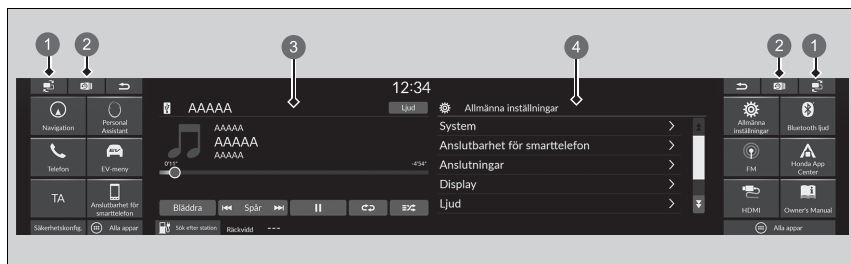 1 2 3 4 2 1
12:34
Navigation
Personal Assistant
Telefon
EV-meny
TA
Anslutbarhet för smarttelefon
Säkerhetskonfig.
Alla appar
AAAAA
Ljud
AAAAA
AAAAA
AAAAA
0'11"
-4'54"
Bläddra
Spår
Sök efter station
Räckvidd ---
Allmänna inställningar
System
Anslutbarhet för smarttelefon
Anslutningar
Display
Ljud
Allmänna inställningar
Bluetooth ljud
FM
Honda App Center
HDMI
Owner's Manual
Alla appar